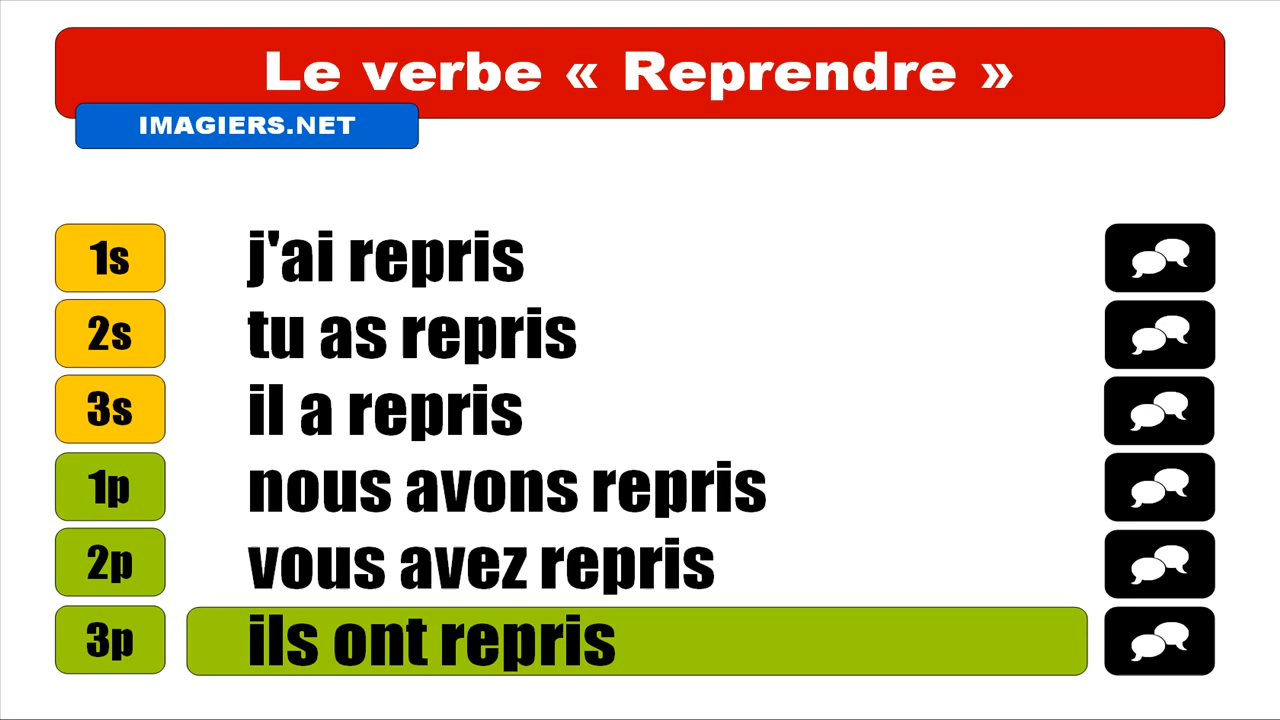 Le verbe « Reprendre »
IMAGIERS.NET
1s j'ai repris
2s tu as repris
3s il a repris
1p nous avons repris
2p vous avez repris
3p ils ont repris